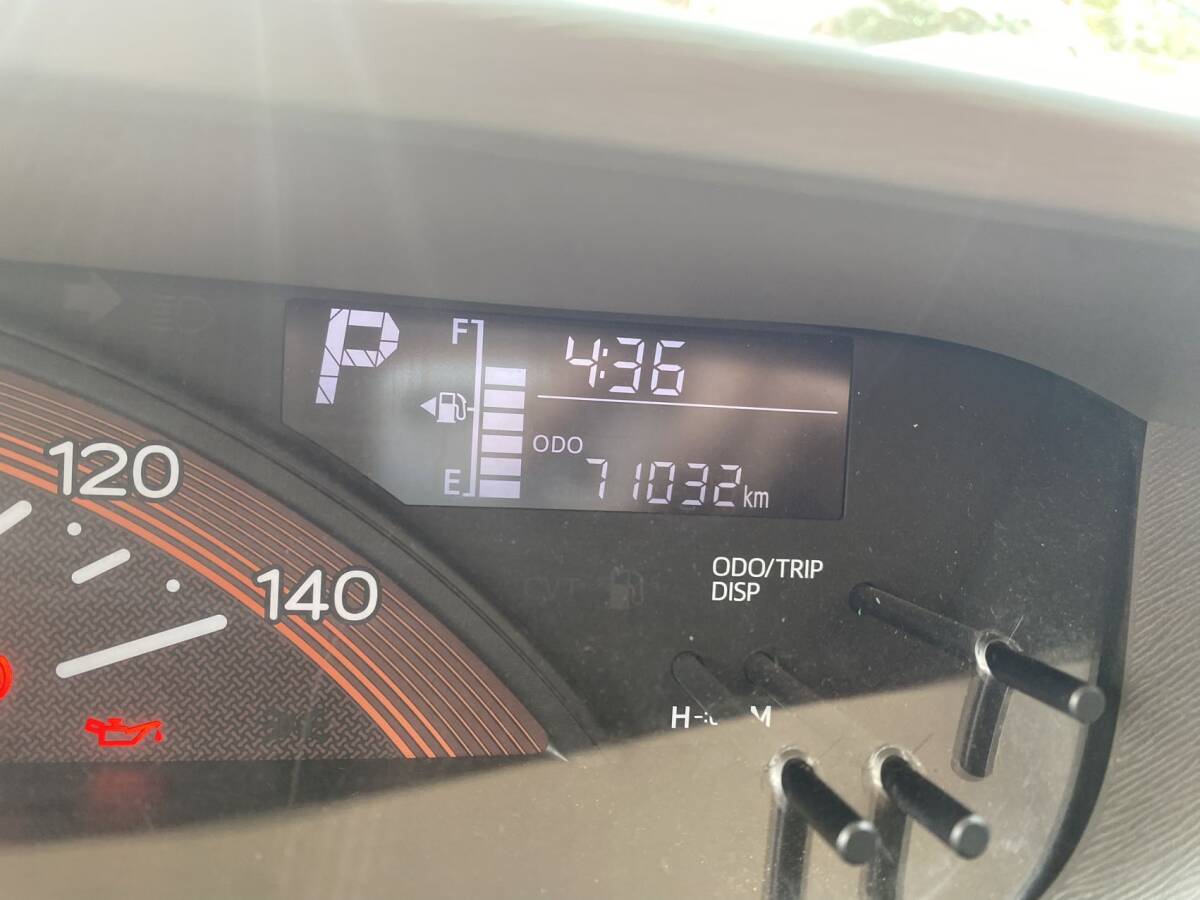 P
F
4:36
ODO
E
71032km
120
140
ODO/TRIP
DISP
H
M